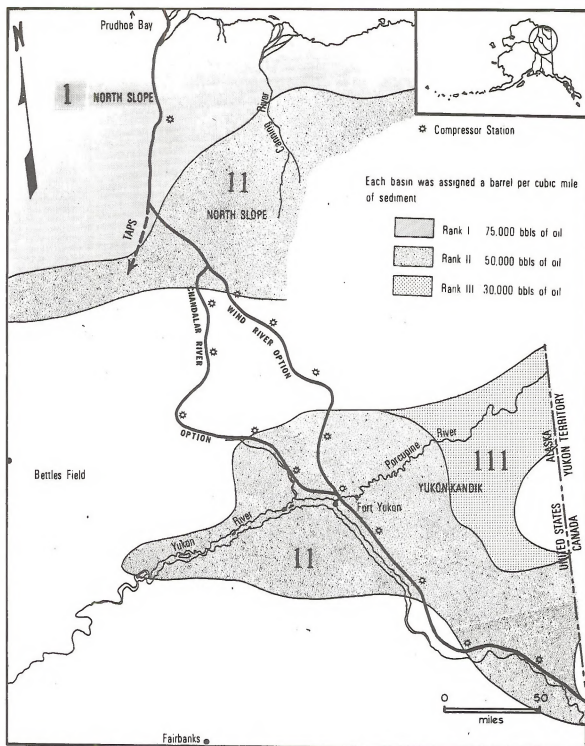 Prudhoe Bay
N
1 NORTH SLOPE
Canning River
11
NORTH SLOPE
TAPS
Compressor Station
Each basin was assigned a barrel per cubic mile
of sediment
Rank I 75,000 bbls of oil
Rank II 50,000 bbls of oil
Rank III 30,000 bbls of oil
CHANDALAR RIVER
OPTION
WIND RIVER OPTION
Porcupine River
111
YUKON-KANDIK
ALASKA
YUKON TERRITORY
UNITED STATES
CANADA
Bettles Field
Fort Yukon
Yukon River
11
0 50
miles
Fairbanks